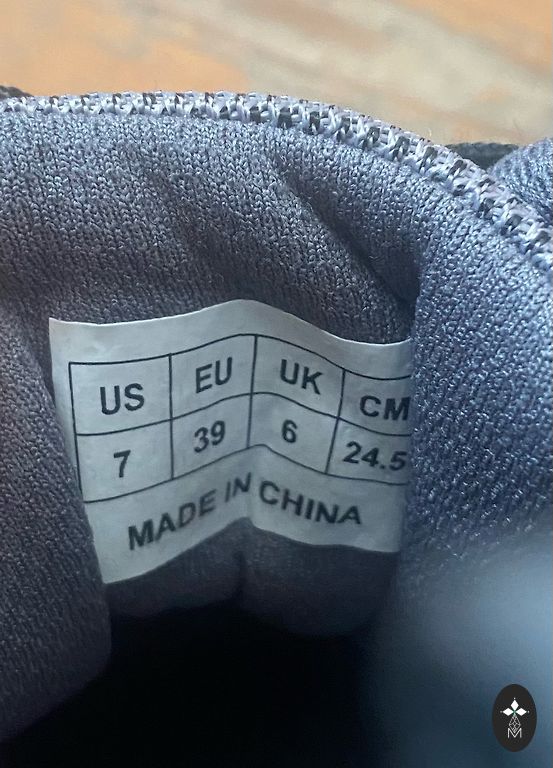 US EU UK CM
7 39 6 24.5
MADE IN CHINA
M